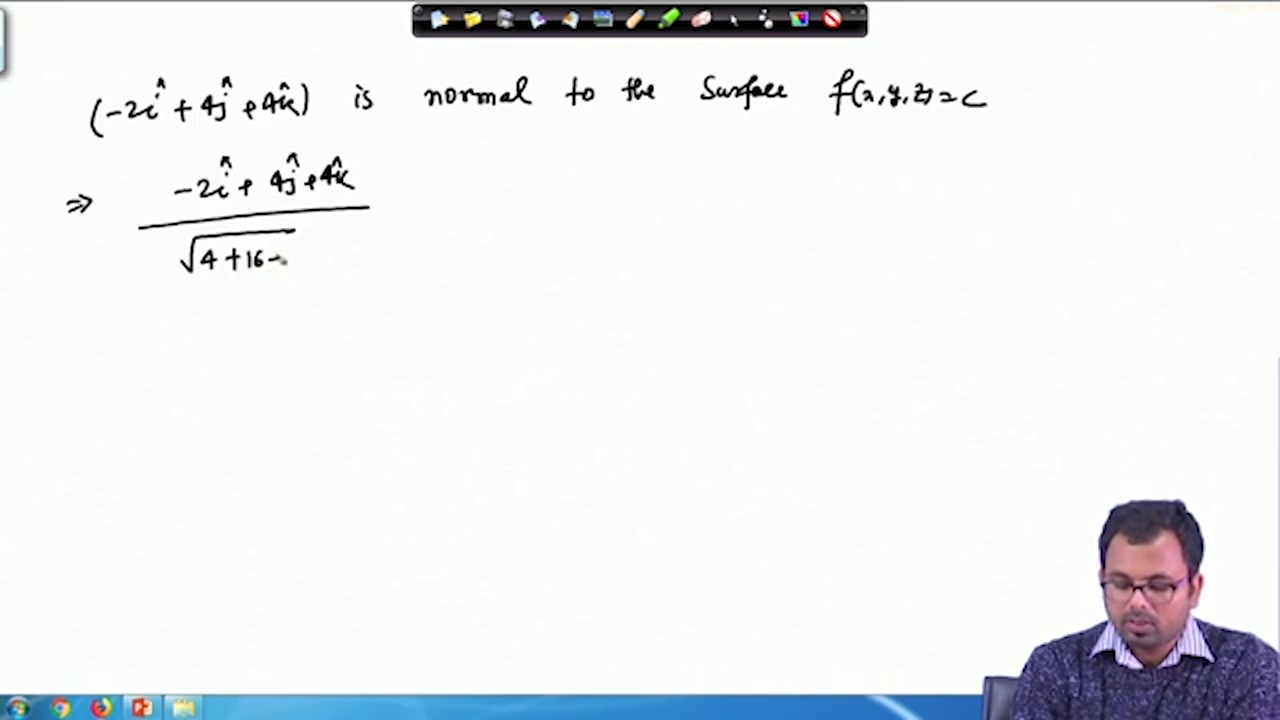 (-2î + 4ĵ + 4k̂) is normal to the surface f(x,y,z)=c
⇒ -2î + 4ĵ + 4k̂
√4+16-